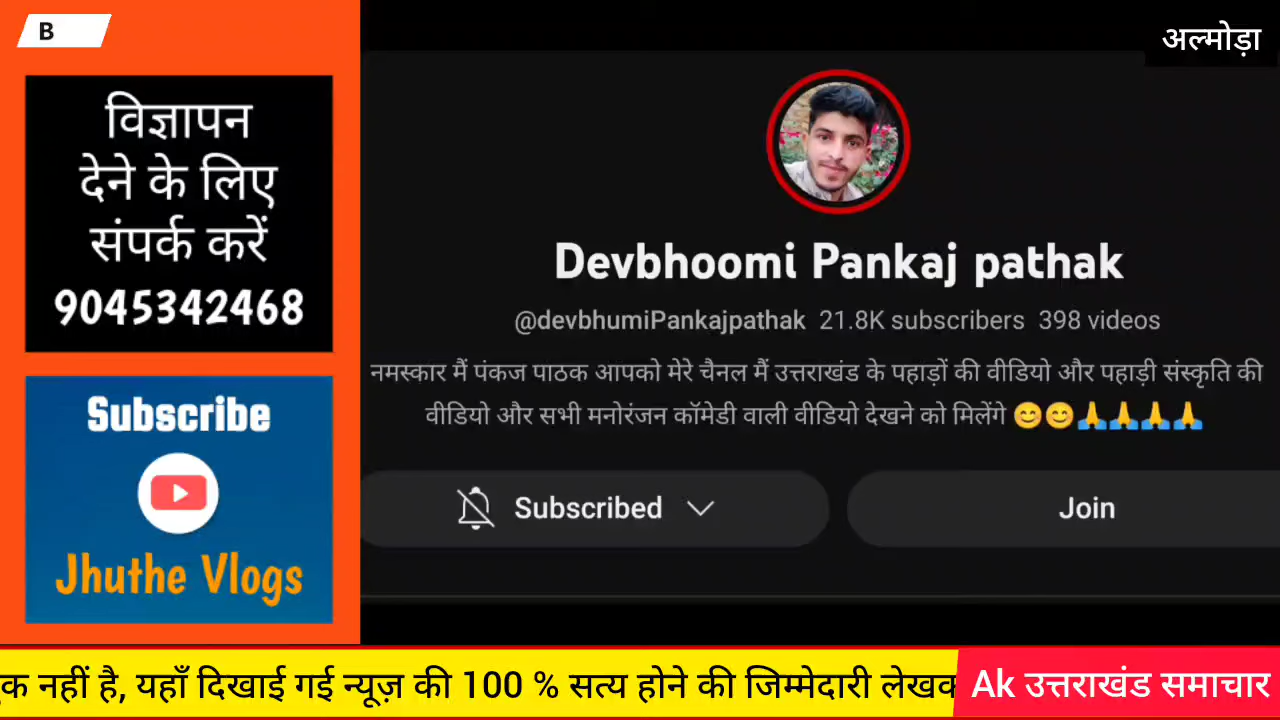 B
अल्मोड़ा
विज्ञापन
देने के लिए
संपर्क करें
9045342468
Subscribe
Jhuthe Vlogs
Devbhoomi Pankaj pathak
@devbhumiPankajpathak 21.8K subscribers 398 videos
नमस्कार मैं पंकज पाठक आपको मेरे चैनल मैं उत्तराखंड के पहाड़ों की वीडियो और पहाड़ी संस्कृति की
वीडियो और सभी मनोरंजन कॉमेडी वाली वीडियो देखने को मिलेंगे 😊😊🙏🙏🙏🙏
Subscribed
Join
नहीं है, यहाँ दिखाई गई न्यूज़ की 100 % सत्य होने की जिम्मेदारी
Ak उत्तराखंड समाचार